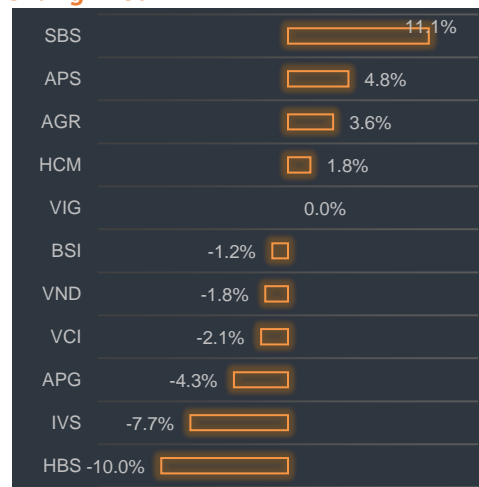 SBS 11.1%
APS 4.8%
AGR 3.6%
HCM 1.8%
VIG 0.0%
BSI -1.2%
VND -1.8%
VCI -2.1%
APG -4.3%
IVS -7.7%
HBS -10.0%